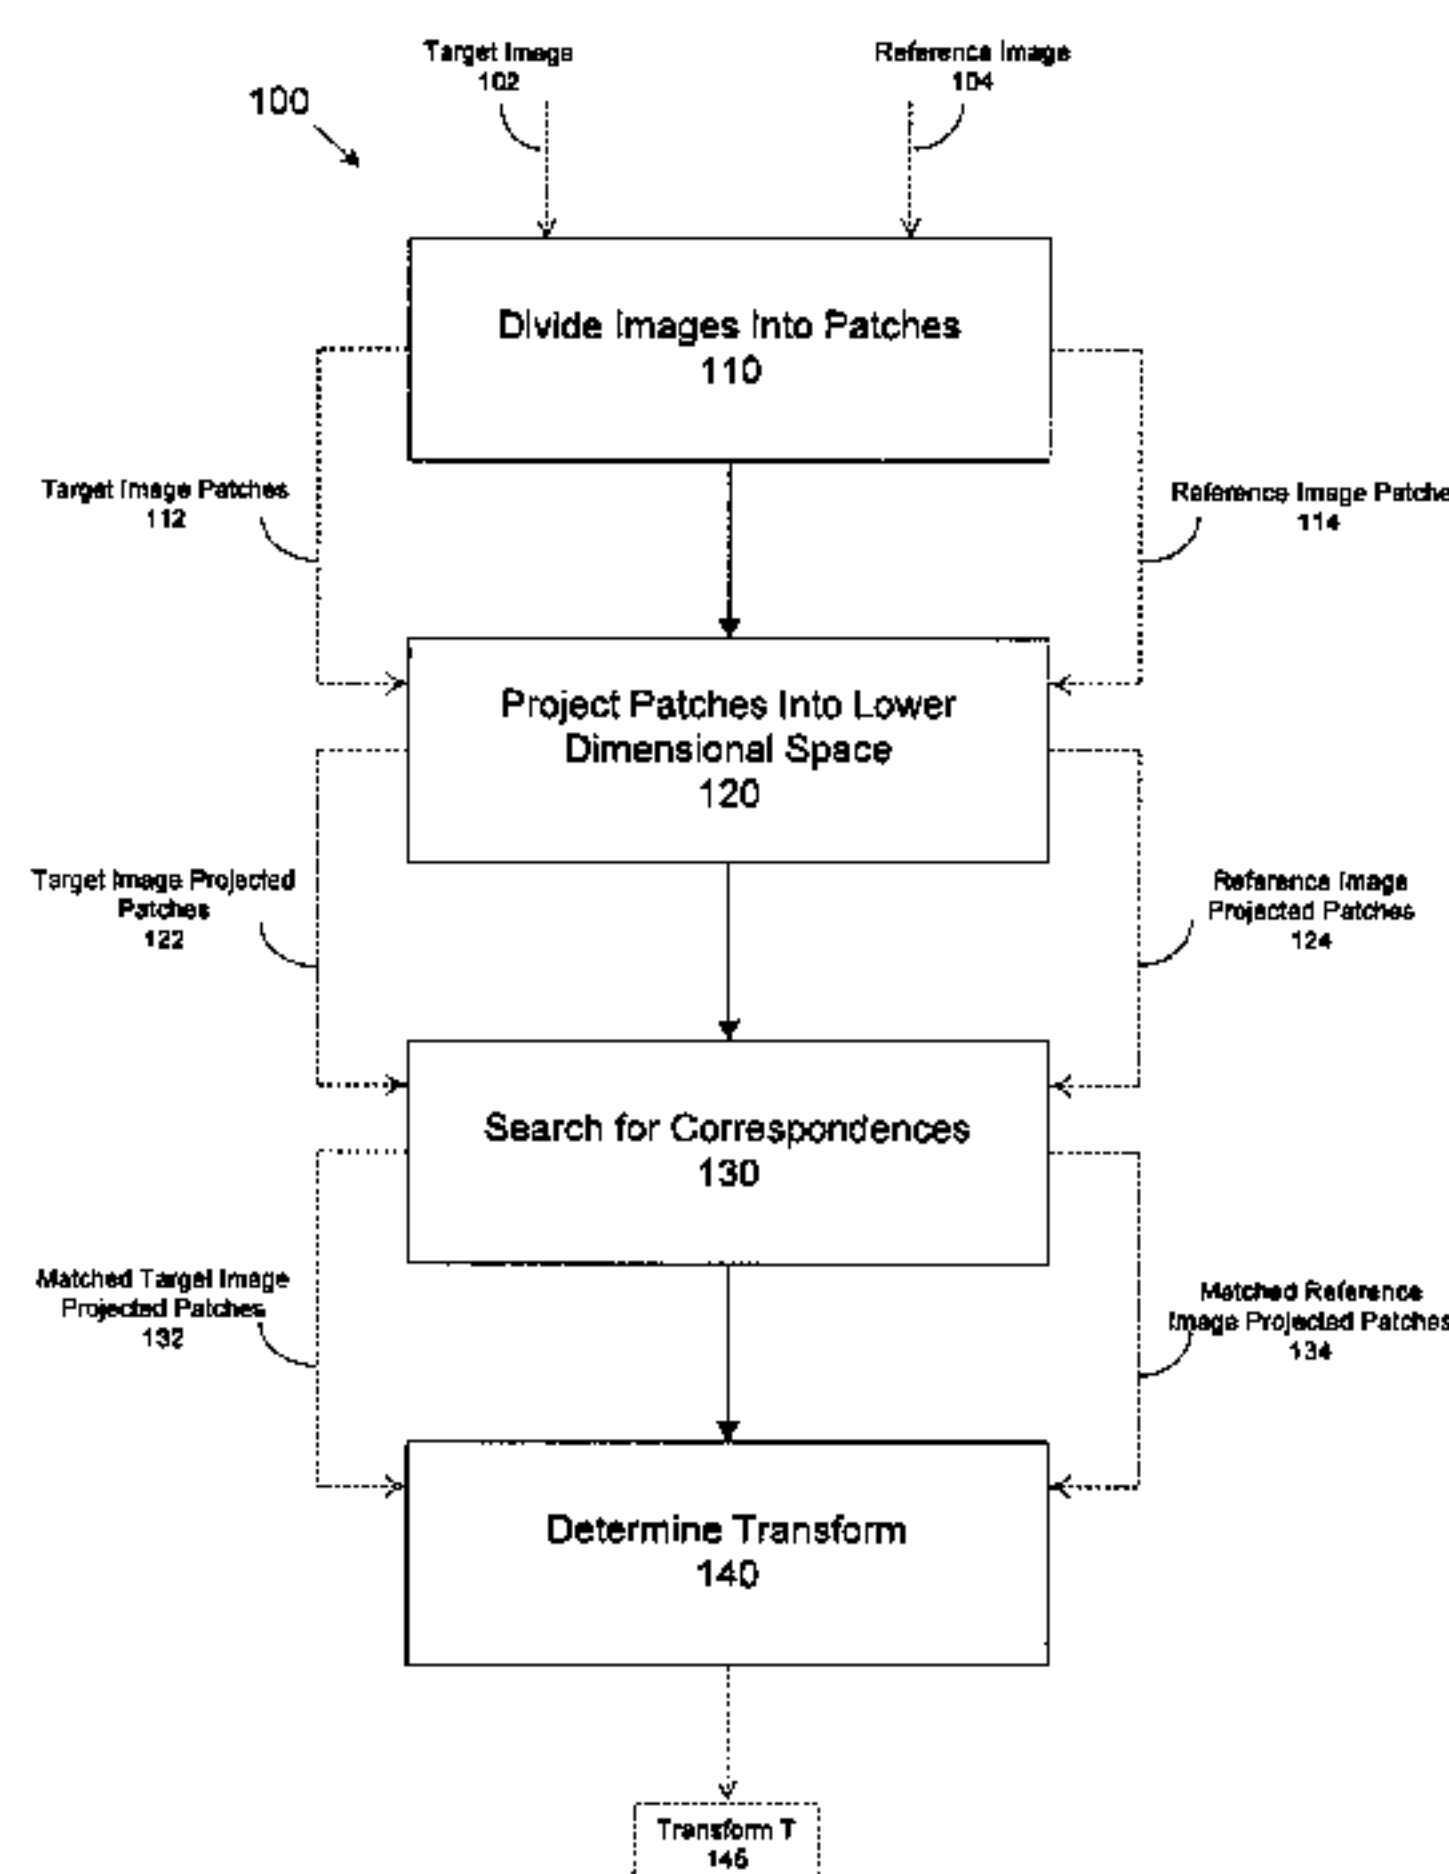 Target Image
102
Reference Image
104
100
Divide Images Into Patches
110
Target Image Patches
112
Reference Image Patche
114
Project Patches Into Lower
Dimensional Space
120
Target Image Projected
Patches
122
Reference Image
Projected Patches
124
Search for Correspondences
130
Matched Target Image
Projected Patches
132
Matched Reference
Image Projected Patches
134
Determine Transform
140
Transform T
145